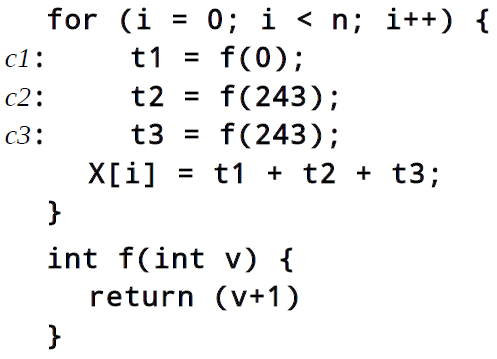 for (i = 0; i < n; i++) {
c1: t1 = f(0);
c2: t2 = f(243);
c3: t3 = f(243);
X[i] = t1 + t2 + t3;
}
int f(int v) {
return (v+1)
}